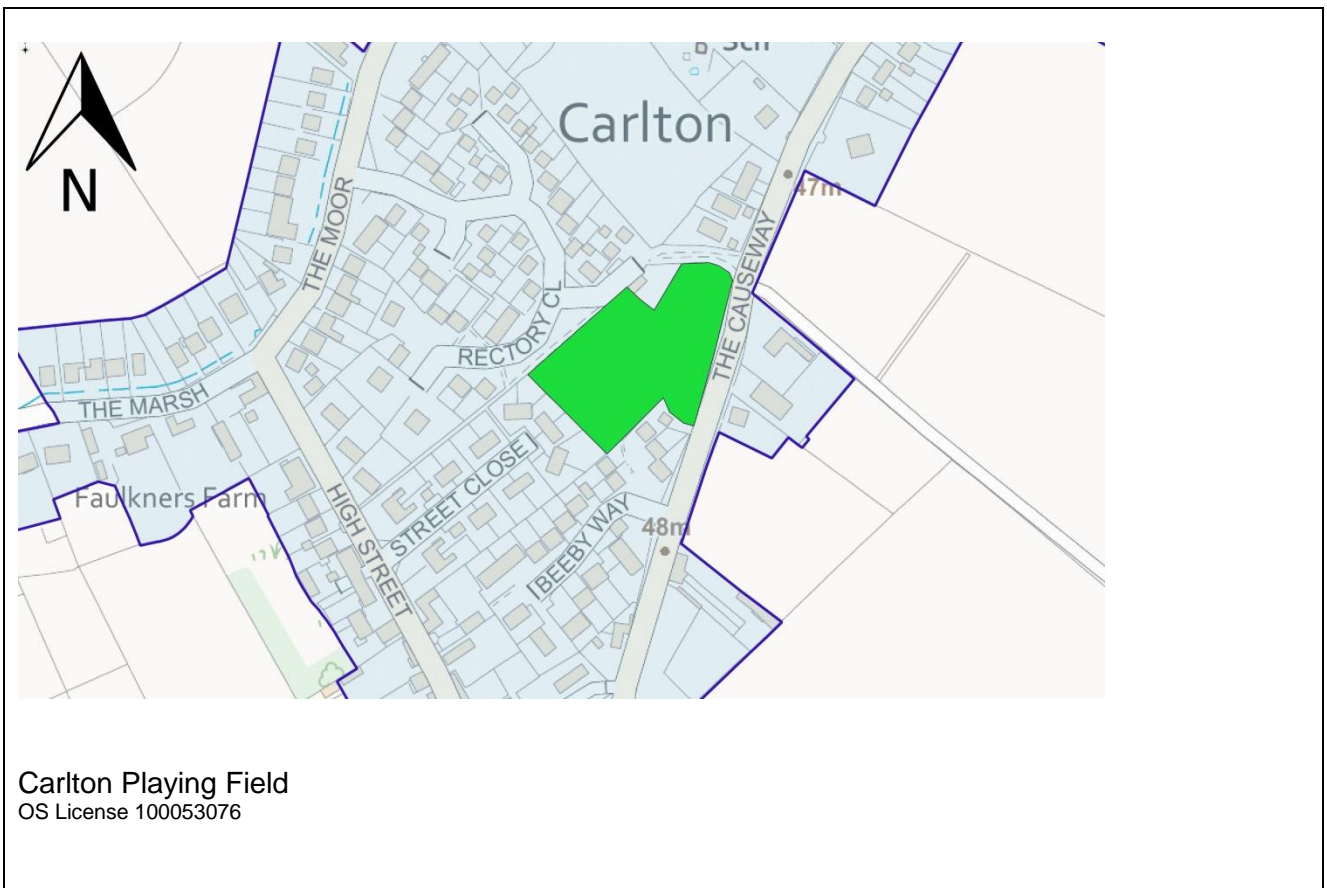 Sch
Carlton
N
47m
THE MOOR
THE CAUSEWAY
RECTORY CL
THE MARSH
Faulkners Farm
HIGH STREET
STREET CLOSE
BEEBY WAY
48m
Carlton Playing Field
OS License 100053076